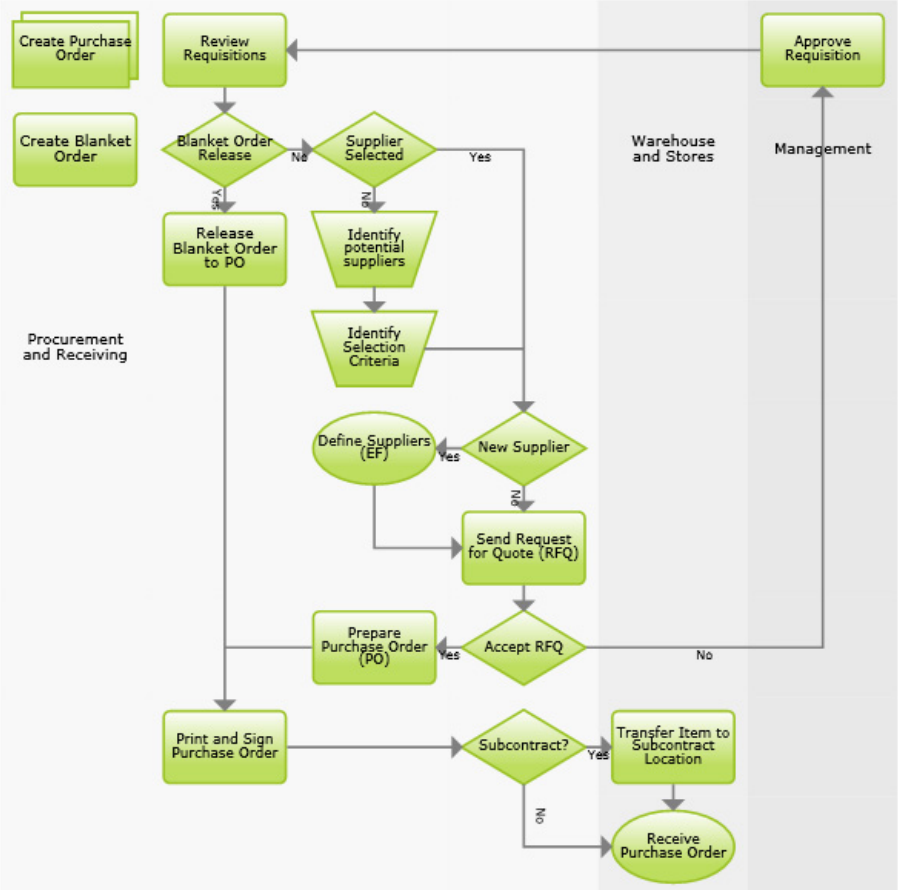 Create Purchase
Order
Review
Requisitions
Approve
Requisition
Create Blanket
Order
Blanket Order
Release
No
Supplier
Selected
Yes
Warehouse
and Stores
Management
Yes
No
Release
Blanket Order
to PO
Identify
potential
suppliers
Procurement
and Receiving
Identify
Selection
Criteria
Define Suppliers
(EF)
Yes
New Supplier
No
Send Request
for Quote (RFQ)
Prepare
Purchase Order
(PO)
Yes
Accept RFQ
No
Print and Sign
Purchase Order
Subcontract?
Yes
Transfer Item to
Subcontract
Location
No
Receive
Purchase Order